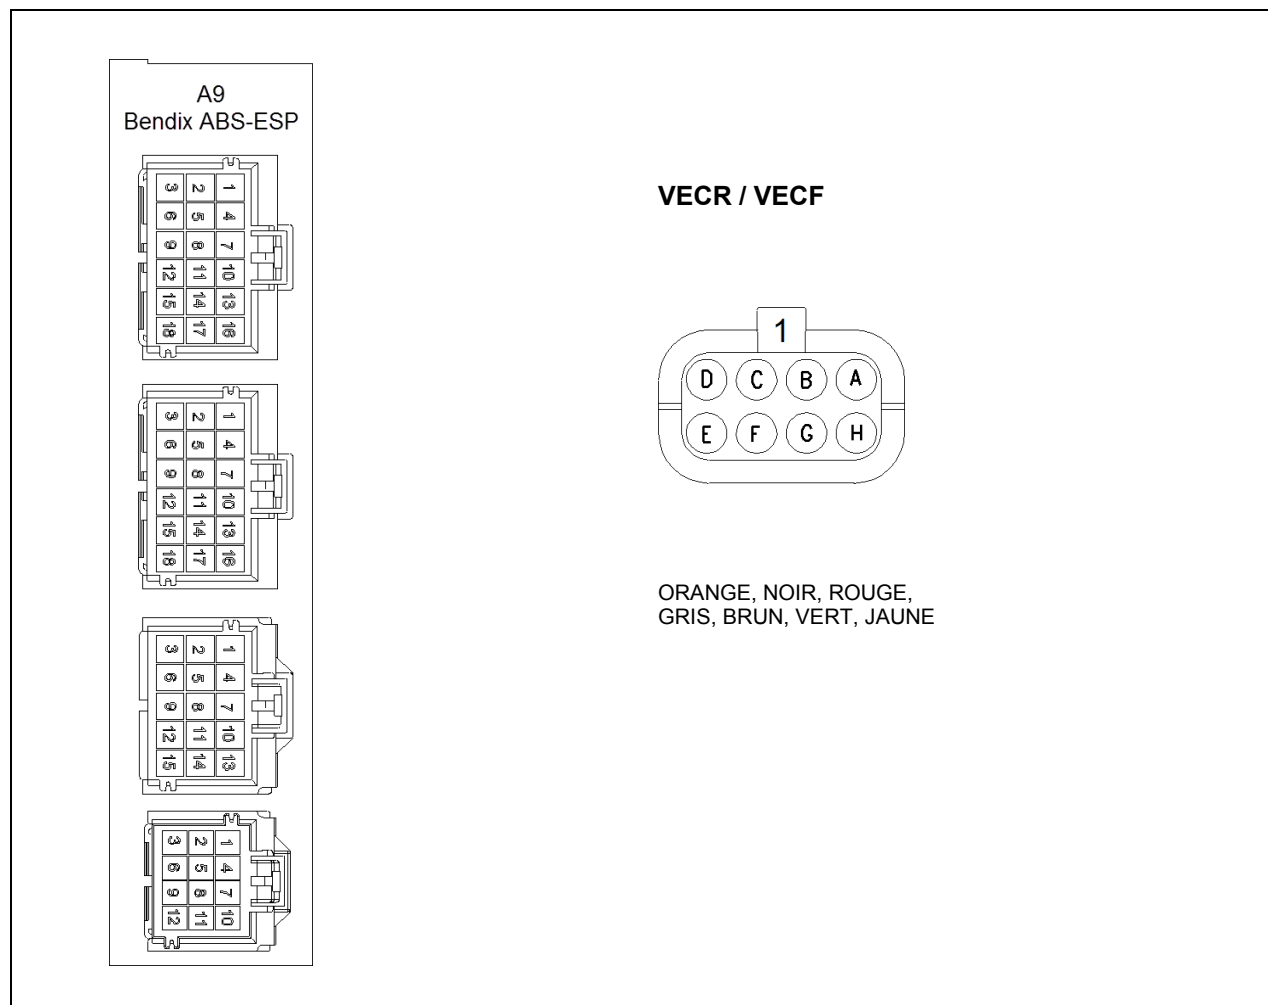 A9
Bendix ABS-ESP
3 2 1
6 5 4
9 8 7
12 11 10
15 14 13
18 17 16
3 2 1
6 5 4
9 8 7
12 11 10
15 14 13
18 17 16
3 2 1
6 5 4
9 8 7
12 11 10
15 14 13
3 2 1
6 5 4
9 8 7
12 11 10
VECR / VECF
1
D C B A
E F G H
ORANGE, NOIR, ROUGE,
GRIS, BRUN, VERT, JAUNE